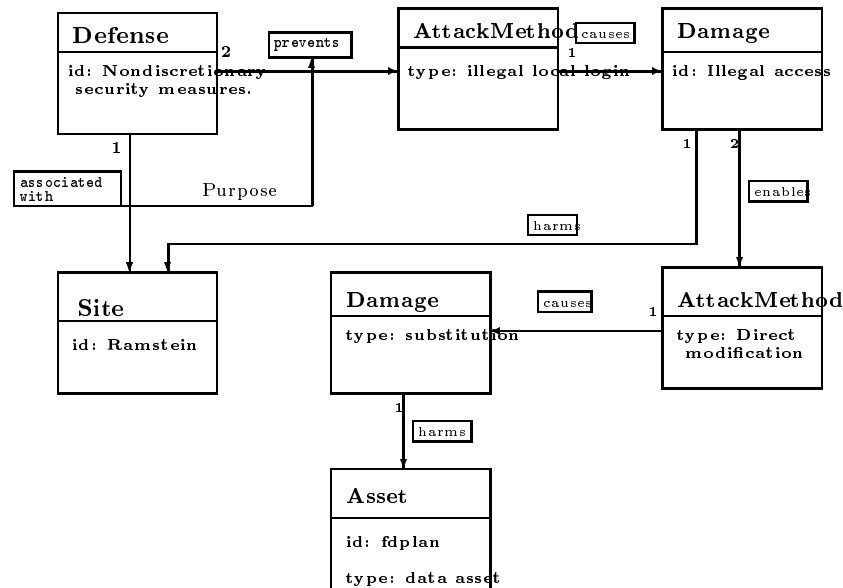 Defense
id: Nondiscretionary
security measures.
2
prevents
AttackMethod
type: illegal local login
causes
1
Damage
id: Illegal access
1
associated
with
Purpose
1
2
enables
harms
Site
id: Ramstein
Damage
type: substitution
causes
1
AttackMethod
type: Direct
modification
1
harms
Asset
id: fdplan
type: data asset